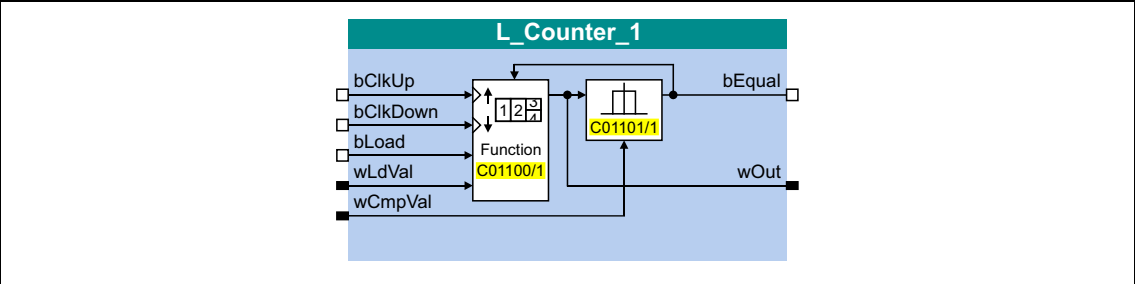 L_Counter_1
bClkUp
bEqual
bClkDown
1 2 3
4
C01101/1
bLoad
Function
wLdVal
C01100/1
wOut
wCmpVal